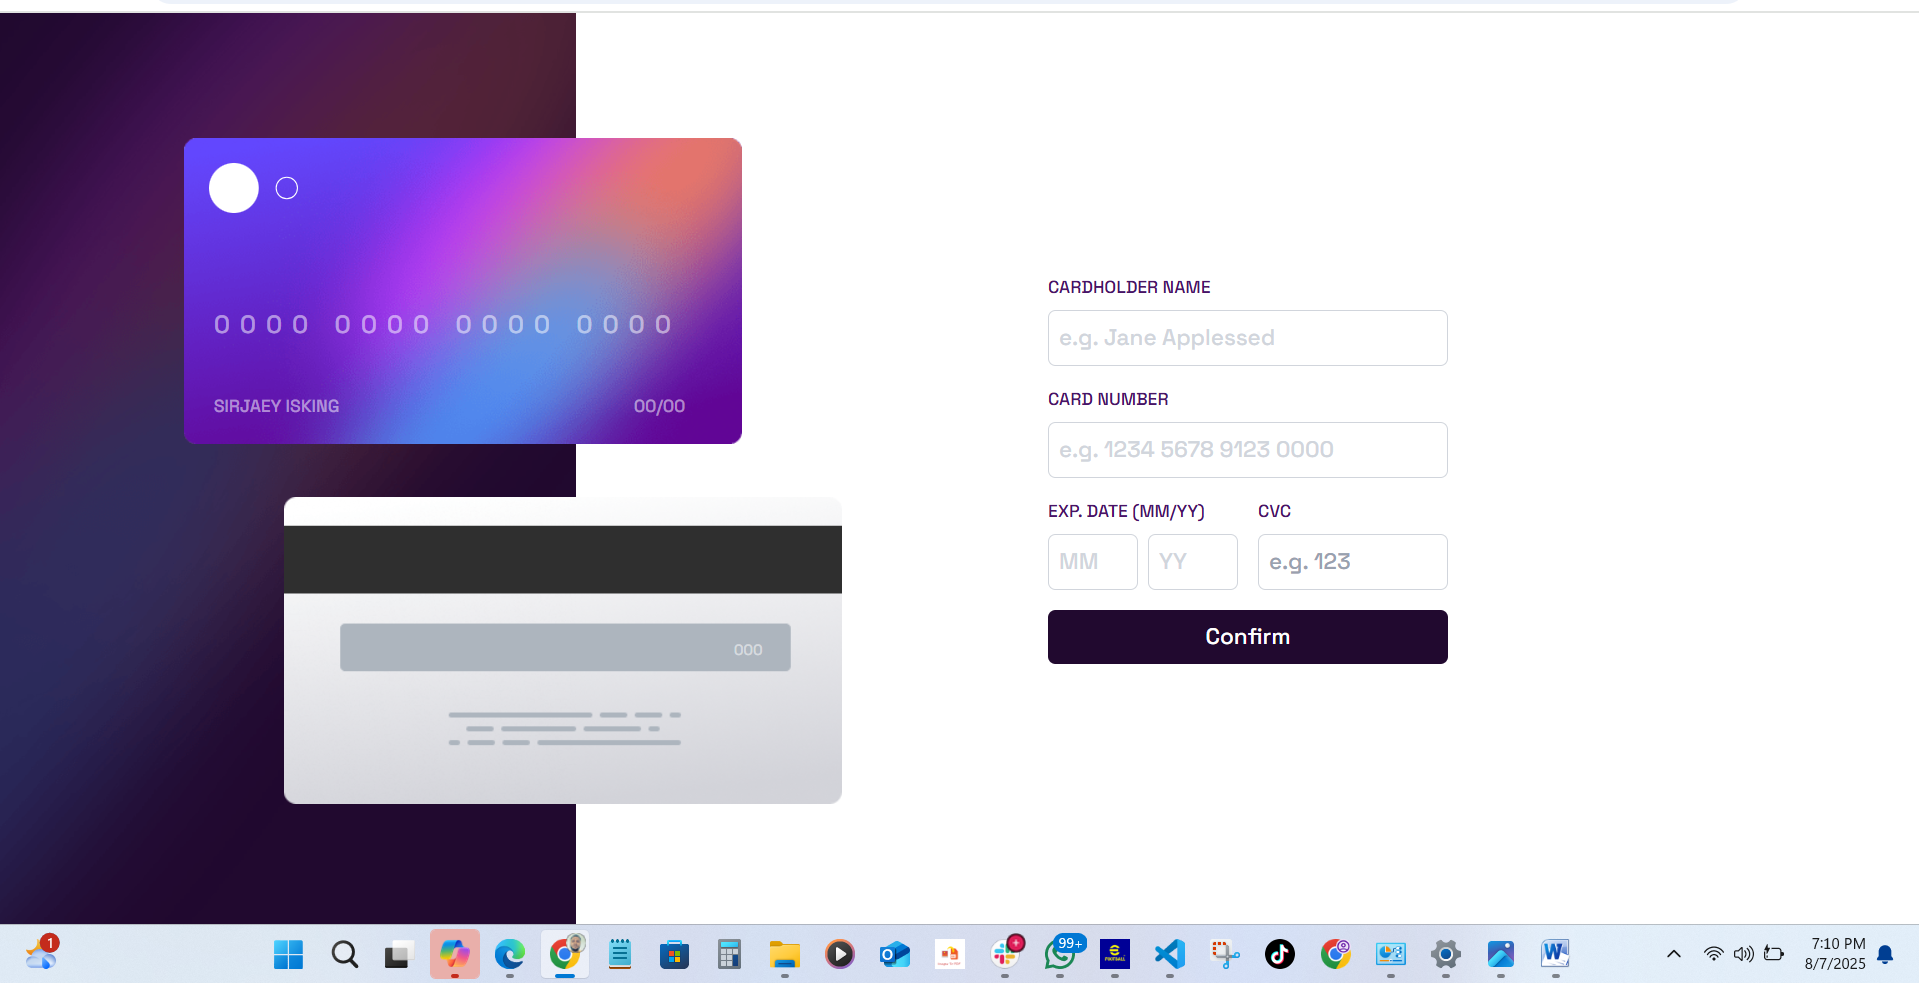 0000 0000 0000 0000
SIRJAEY ISKING 00/00
000
CARDHOLDER NAME
e.g. Jane Applessed
CARD NUMBER
e.g. 1234 5678 9123 0000
EXP. DATE (MM/YY) CVC
MM YY e.g. 123
Confirm
1
99+
7:10 PM
8/7/2025